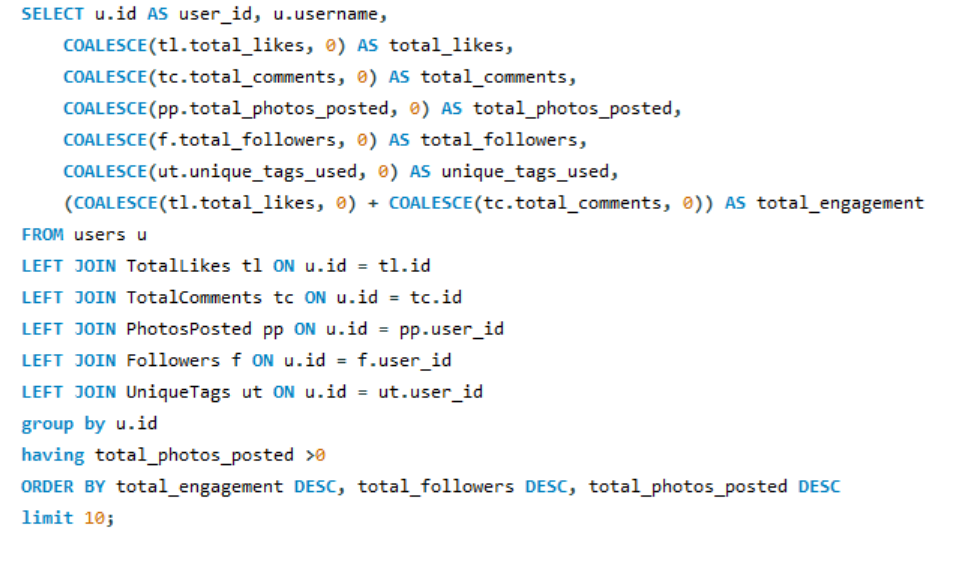 SELECT u.id AS user_id, u.username,
    COALESCE(tl.total_likes, 0) AS total_likes,
    COALESCE(tc.total_comments, 0) AS total_comments,
    COALESCE(pp.total_photos_posted, 0) AS total_photos_posted,
    COALESCE(f.total_followers, 0) AS total_followers,
    COALESCE(ut.unique_tags_used, 0) AS unique_tags_used,
    (COALESCE(tl.total_likes, 0) + COALESCE(tc.total_comments, 0)) AS total_engagement
FROM users u
LEFT JOIN TotalLikes tl ON u.id = tl.id
LEFT JOIN TotalComments tc ON u.id = tc.id
LEFT JOIN PhotosPosted pp ON u.id = pp.user_id
LEFT JOIN Followers f ON u.id = f.user_id
LEFT JOIN UniqueTags ut ON u.id = ut.user_id
group by u.id
having total_photos_posted >0
ORDER BY total_engagement DESC, total_followers DESC, total_photos_posted DESC
limit 10;